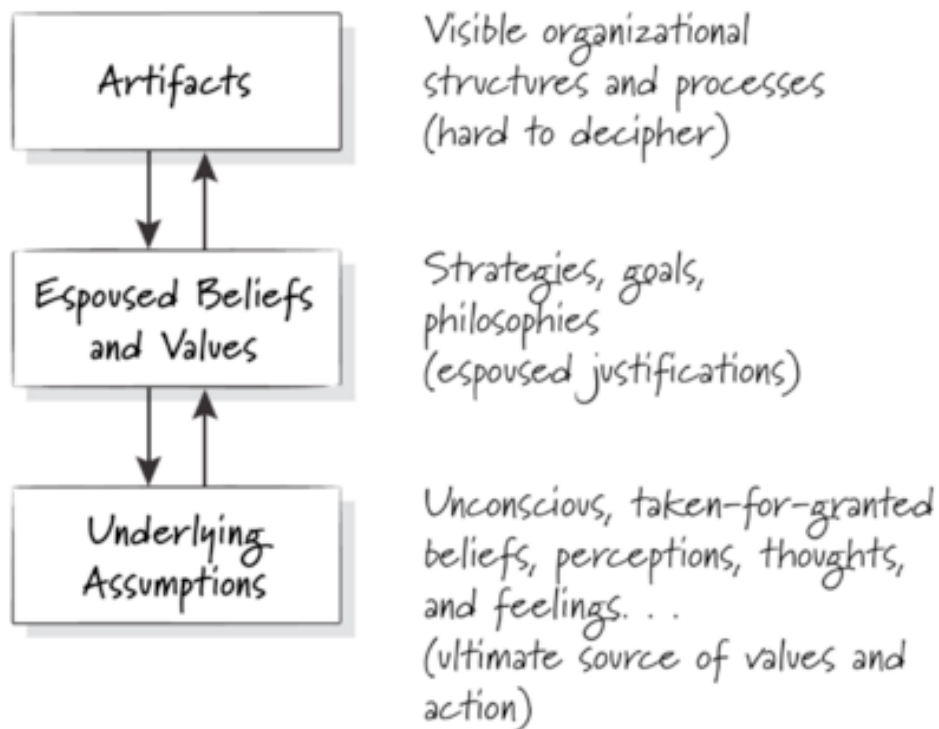 Artifacts
Visible organizational
structures and processes
(hard to decipher)
Espoused Beliefs
and Values
Strategies, goals,
philosophies
(espoused justifications)
Underlying
Assumptions
Unconscious, taken-for-granted
beliefs, perceptions, thoughts,
and feelings. . .
(ultimate source of values and
action)